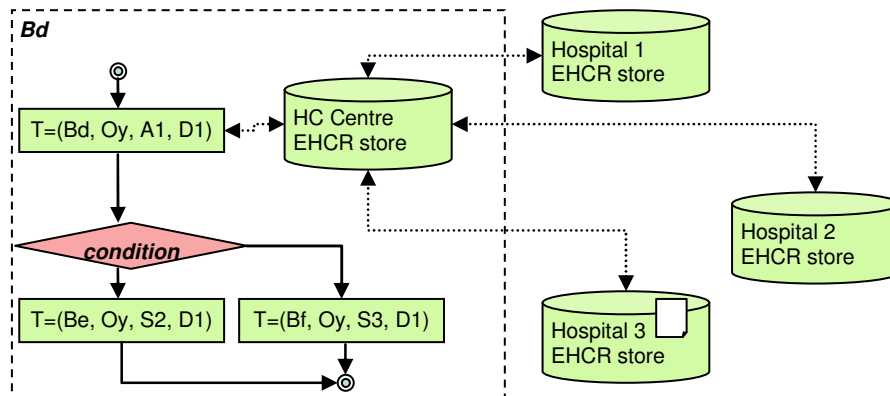 Bd
Hospital 1
EHCR store
HC Centre
EHCR store
T=(Bd, Oy, A1, D1)
Hospital 2
EHCR store
condition
T=(Be, Oy, S2, D1)
T=(Bf, Oy, S3, D1)
Hospital 3
EHCR store